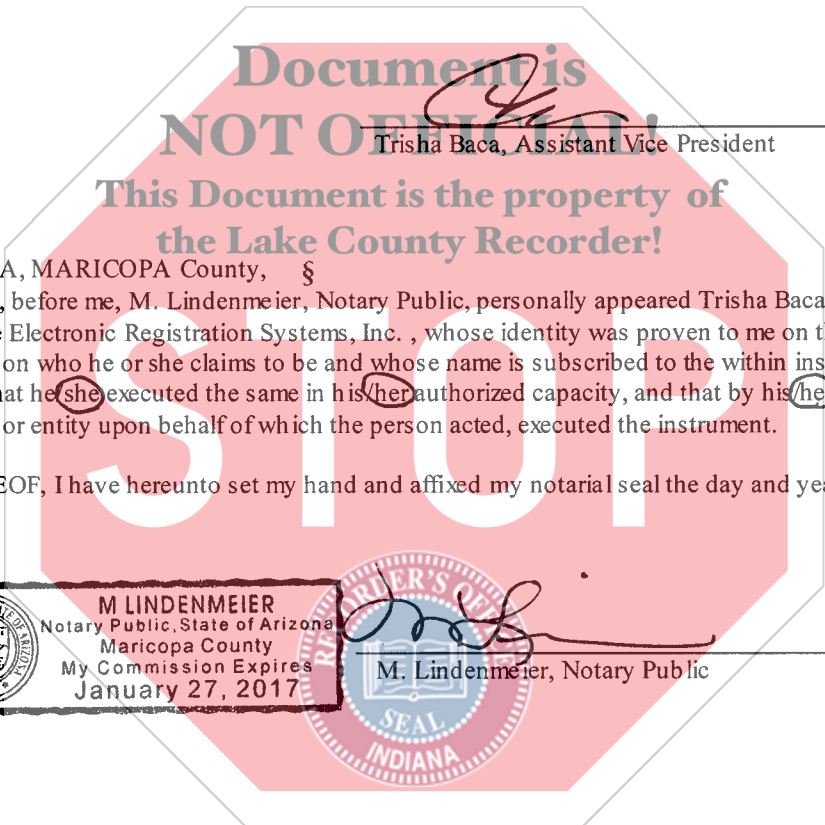 Document is
NOT OFFICIAL!
Trisha Baca, Assistant Vice President
This Document is the property of
the Lake County Recorder!
A, MARICOPA County, §
, before me, M. Lindenmeier, Notary Public, personally appeared Trisha Baca
Electronic Registration Systems, Inc. , whose identity was proven to me on
on who he or she claims to be and whose name is subscribed to the within ins
at he/she executed the same in his/her authorized capacity, and that by his/he
or entity upon behalf of which the person acted, executed the instrument.
STOP
EOF, I have hereunto set my hand and affixed my notarial seal the day and yea
M LINDENMEIER
Notary Public, State of Arizona
Maricopa County
My Commission Expires
January 27, 2017
RECORDER'S OFFICE
SEAL
INDIANA
M. Lindenmeier, Notary Public